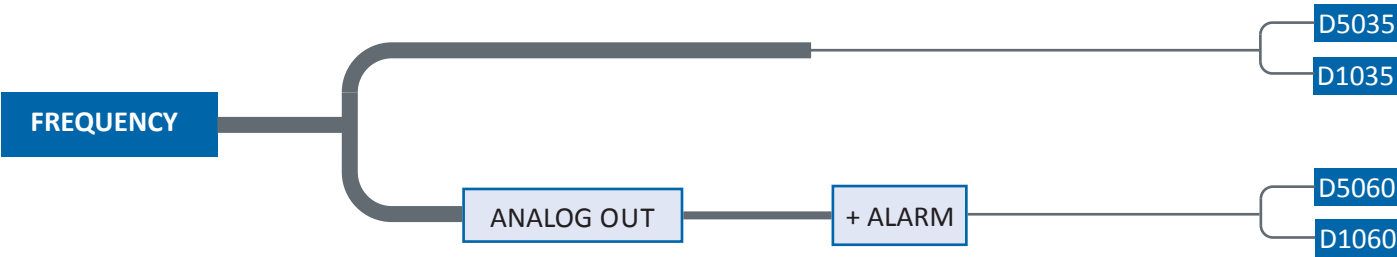 D5035
D1035
FREQUENCY
ANALOG OUT
+ ALARM
D5060
D1060